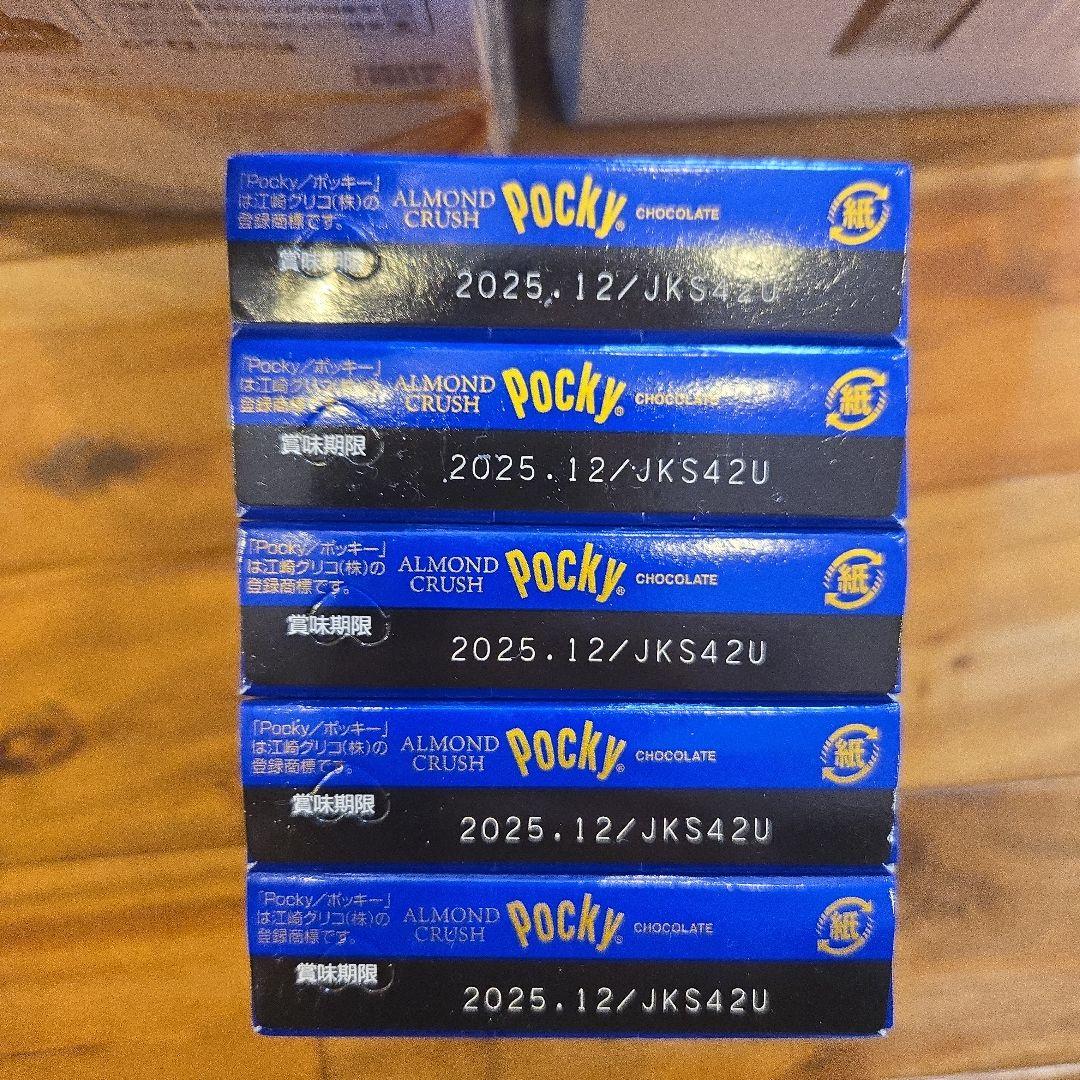 「Pocky／ポッキー」
は江崎グリコ(株)の
登録商標です。
ALMOND
CRUSH
Pocky®
CHOCOLATE
紙
賞味期限
2025.12/JKS42U
「Pocky／ポッキー」
は江崎グリコ(株)の
登録商標です。
ALMOND
CRUSH
Pocky®
CHOCOLATE
紙
賞味期限
2025.12/JKS42U
「Pocky／ポッキー」
は江崎グリコ(株)の
登録商標です。
ALMOND
CRUSH
Pocky®
CHOCOLATE
紙
賞味期限
2025.12/JKS42U
「Pocky／ポッキー」
は江崎グリコ(株)の
登録商標です。
ALMOND
CRUSH
Pocky®
CHOCOLATE
紙
賞味期限
2025.12/JKS42U
「Pocky／ポッキー」
は江崎グリコ(株)の
登録商標です。
ALMOND
CRUSH
Pocky®
CHOCOLATE
紙
賞味期限
2025.12/JKS42U